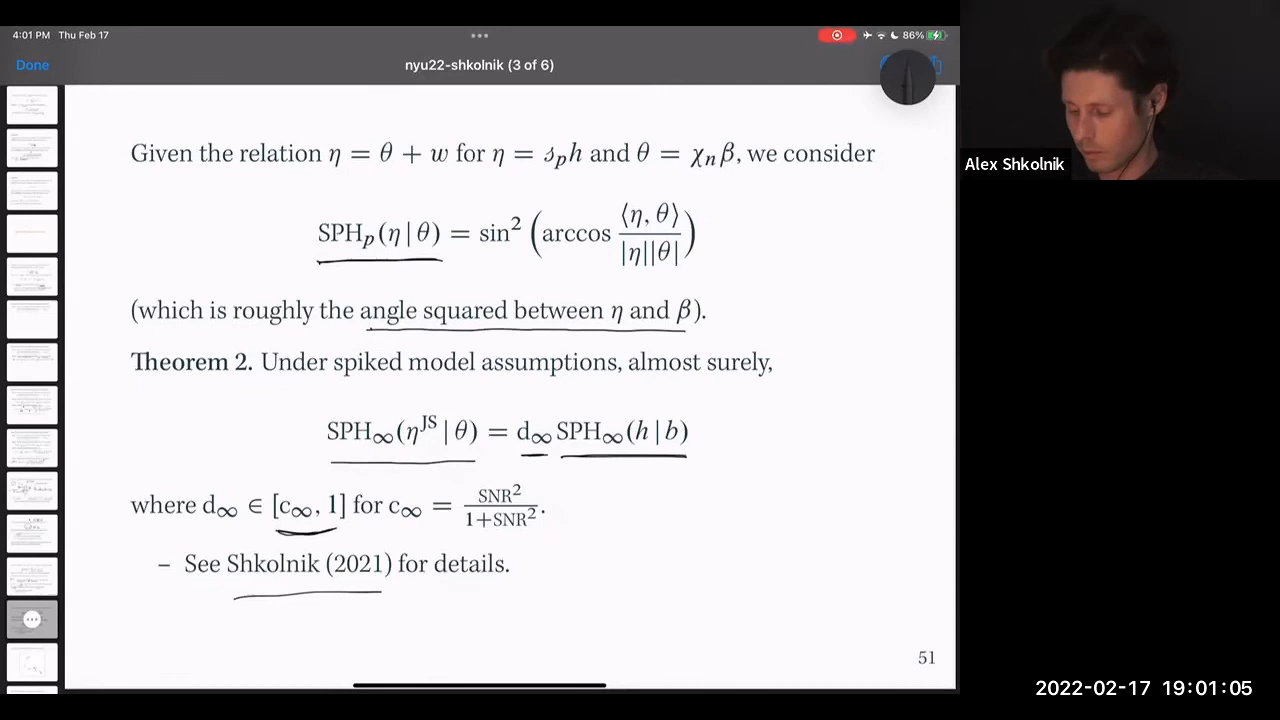 4:01 PM Thu Feb 17
86%
Done
nyu22-shkolnik (3 of 6)
Given the relation η = θ + w for η = 𝓈ₚh and θ = χₙβ, we consider
SPHₚ(η | θ) = sin² (arccos ⟨η, θ⟩ / |η||θ|)
(which is roughly the angle squared between η and β).
Theorem 2. Under spiked model assumptions, almost surely,
SPH∞(η^JS | θ) = d∞ SPH∞(h | b)
where d∞ ∈ [c∞, 1] for c∞ = SNR² / 1+SNR².
– See Shkolnik (2021) for details.
51
Alex Shkolnik
2022-02-17 19:01:05